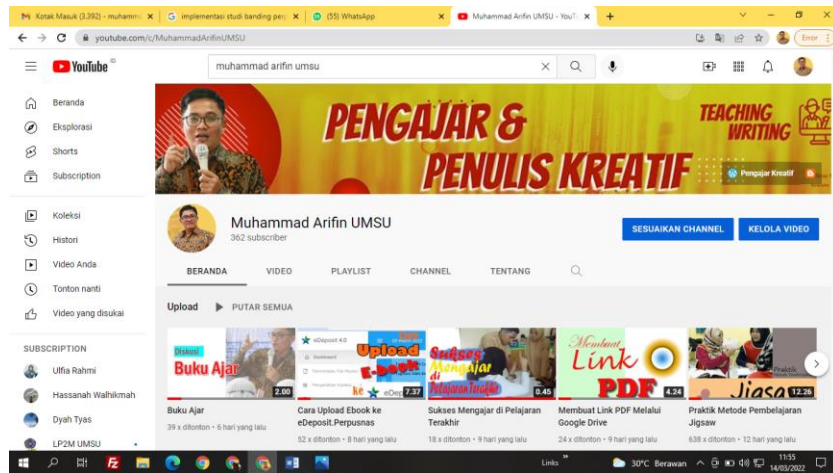 Kotak Masuk (3.392) - muhamm
implementasi studi banding per
(55) WhatsApp
Muhammad Arifin UMSU - YouTu
youtube.com/c/MuhammadArifinUMSU
Error
YouTube ID
muhammad arifin umsu
Beranda
Eksplorasi
Shorts
Subscription
Koleksi
Histori
Video Anda
Tonton nanti
Video yang disukai
SUBSCRIPTION
Ulfia Rahmi
Hassanah Walhikmah
Dyah Tyas
LP2M UMSU
PENGAJAR &
PENULIS KREATIF
TEACHING
WRITING
Pengajar Kreatif
Muhammad Arifin UMSU
362 subscriber
SESUAIKAN CHANNEL
KELOLA VIDEO
BERANDA VIDEO PLAYLIST CHANNEL TENTANG
Upload PUTAR SEMUA
Diskusi
Buku Ajar
2.00
eDeposit 4.0
Dashboard
Upload
E-book
ke eDep
7.37
Sukses
Mengajar
di
Pelajaran Terakhir
0.45
Membuat
Link
PDF
4.24
Praktik
Jigsa
12.26
Buku Ajar
39 x ditonton • 6 hari yang lalu
Cara Upload Ebook ke
eDeposit.Perpusnas
52 x ditonton • 8 hari yang lalu
Sukses Mengajar di Pelajaran
Terakhir
18 x ditonton • 9 hari yang lalu
Membuat Link PDF Melalui
Google Drive
24 x ditonton • 9 hari yang lalu
Praktik Metode Pembelajaran
Jigsaw
638 x ditonton • 12 hari yang lalu
Links
30°C Berawan
11:55
14/03/2022